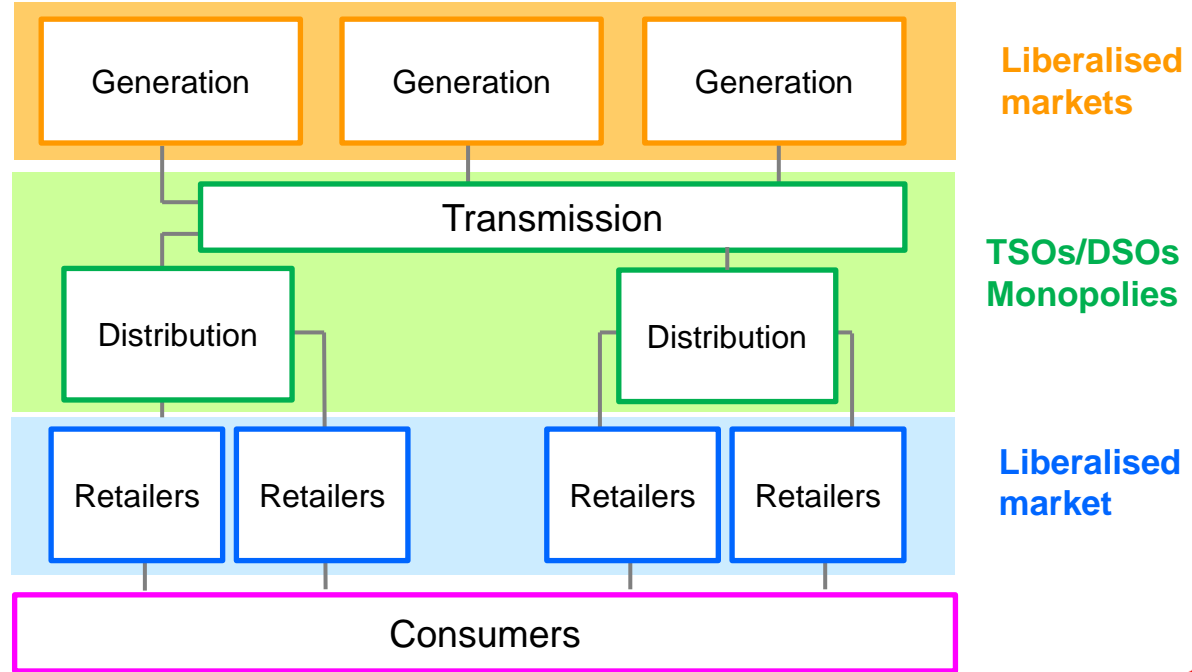 Generation
Generation
Generation
Liberalised
markets
Transmission
TSOs/DSOs
Monopolies
Distribution
Distribution
Retailers
Retailers
Retailers
Retailers
Liberalised
market
Consumers